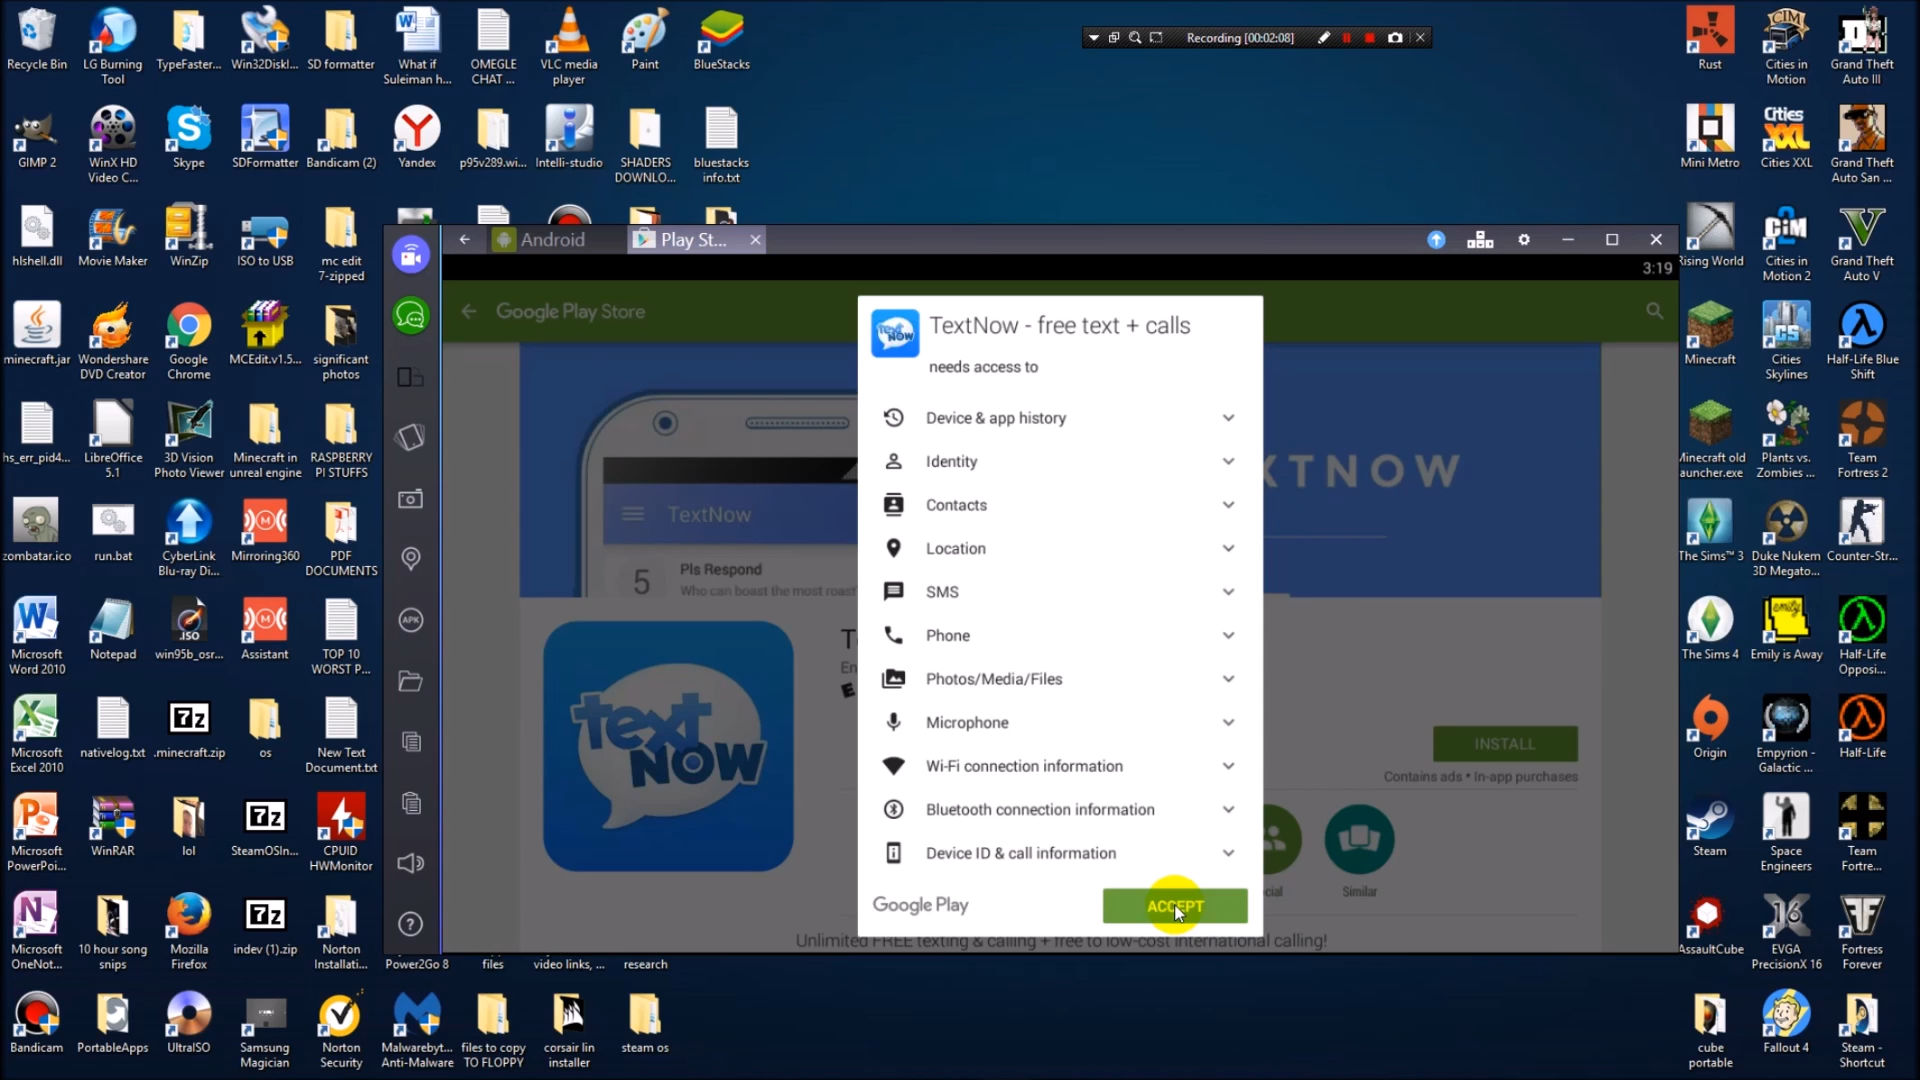 Recycle Bin
LG Burning
Tool
TypeFaster...
Win32DiskI...
SD formatter
What if
Suleiman h...
OMEGLE
CHAT ...
VLC media
player
Paint
BlueStacks
Recording [00:02:08]
Rust
Cities in
Motion
Grand Theft
Auto III
GIMP 2
WinX HD
Video C...
Skype
SDFormatter
Bandicam (2)
Yandex
p95v289.wi...
Intelli-studio
SHADERS
DOWNLO...
bluestacks
info.txt
Mini Metro
Cities XXL
Grand Theft
Auto San ...
hlshell.dll
Movie Maker
WinZip
ISO to USB
mc edit
7-zipped
Android
Play St...
3:19
Rising World
Cities in
Motion 2
Grand Theft
Auto V
minecraft.jar
Wondershare
DVD Creator
Google
Chrome
MCEdit.v1.5...
significant
photos
Google Play Store
Minecraft
Cities
Skylines
Half-Life Blue
Shift
hs_err_pid4...
LibreOffice
5.1
3D Vision
Photo Viewer
Minecraft in
unreal engine
RASPBERRY
PI STUFFS
Minecraft old
launcher.exe
Plants vs.
Zombies ...
Team
Fortress 2
zombatar.ico
run.bat
CyberLink
Blu-ray Di...
Mirroring360
PDF
DOCUMENTS
The Sims™ 3
Duke Nukem
3D Megato...
Counter-Str...
Microsoft
Word 2010
Notepad
win95b_osr...
Assistant
TOP 10
WORST P...
The Sims 4
Emily is Away
Half-Life
Opposi...
Microsoft
Excel 2010
nativelog.txt
.minecraft.zip
os
New Text
Document.txt
Origin
Empyrion -
Galactic ...
Half-Life
Microsoft
PowerPoi...
WinRAR
lol
SteamOSIn...
CPUID
HWMonitor
Steam
Space
Engineers
Team
Fortre...
Microsoft
OneNot...
10 hour song
snips
Mozilla
Firefox
indev (1).zip
Norton
Installati...
Power2Go 8
files
video links, ...
research
AssaultCube
EVGA
PrecisionX 16
Fortress
Forever
Bandicam
PortableApps
UltraISO
Samsung
Magician
Norton
Security
Malwarebyt...
Anti-Malware
files to copy
TO FLOPPY
corsair lin
installer
steam os
cube
portable
Fallout 4
Steam -
Shortcut
TextNow - free text + calls
needs access to
Device & app history
Identity
Contacts
Location
SMS
Phone
Photos/Media/Files
Microphone
Wi-Fi connection information
Bluetooth connection information
Device ID & call information
Google Play
ACCEPT
TextNow
5
Pls Respond
Who can boast the most roast
XTNOW
text
NOW
INSTALL
Contains ads • In-app purchases
Similar
Unlimited FREE texting & calling + free to low-cost international calling!